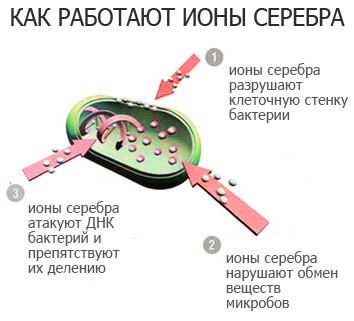 КАК РАБОТАЮТ ИОНЫ СЕРЕБРА
1
ионы серебра
разрушают
клеточную стенку
бактерии
3
ионы серебра
атакуют ДНК
бактерий и
препятствуют
их делению
2
ионы серебра
нарушают обмен
веществ
микробов